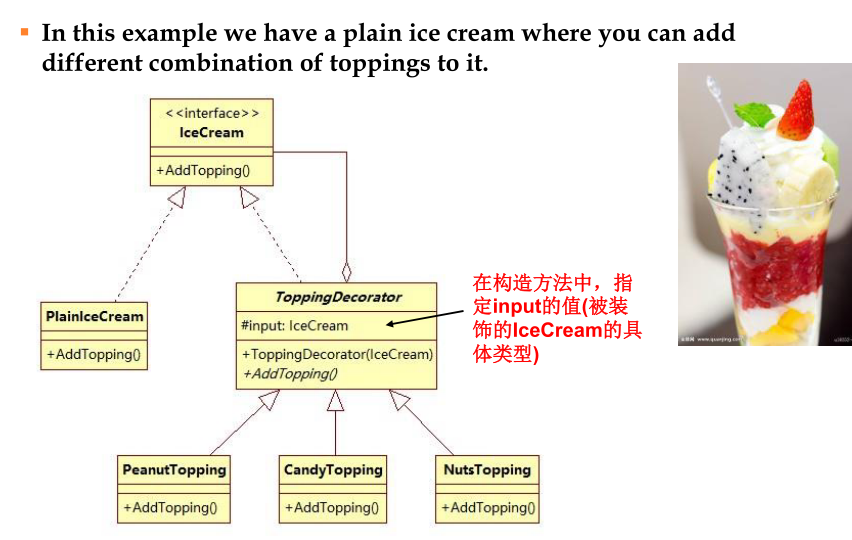 In this example we have a plain ice cream where you can add
different combination of toppings to it.
<<interface>>
IceCream
+AddTopping()
PlainIceCream
+AddTopping()
ToppingDecorator
#input: IceCream
+ToppingDecorator(IceCream)
+AddTopping()
在构造方法中，指
定input的值(被装
饰的IceCream的具
体类型)
PeanutTopping
+AddTopping()
CandyTopping
+AddTopping()
NutsTopping
+AddTopping()
www.quanjing.com